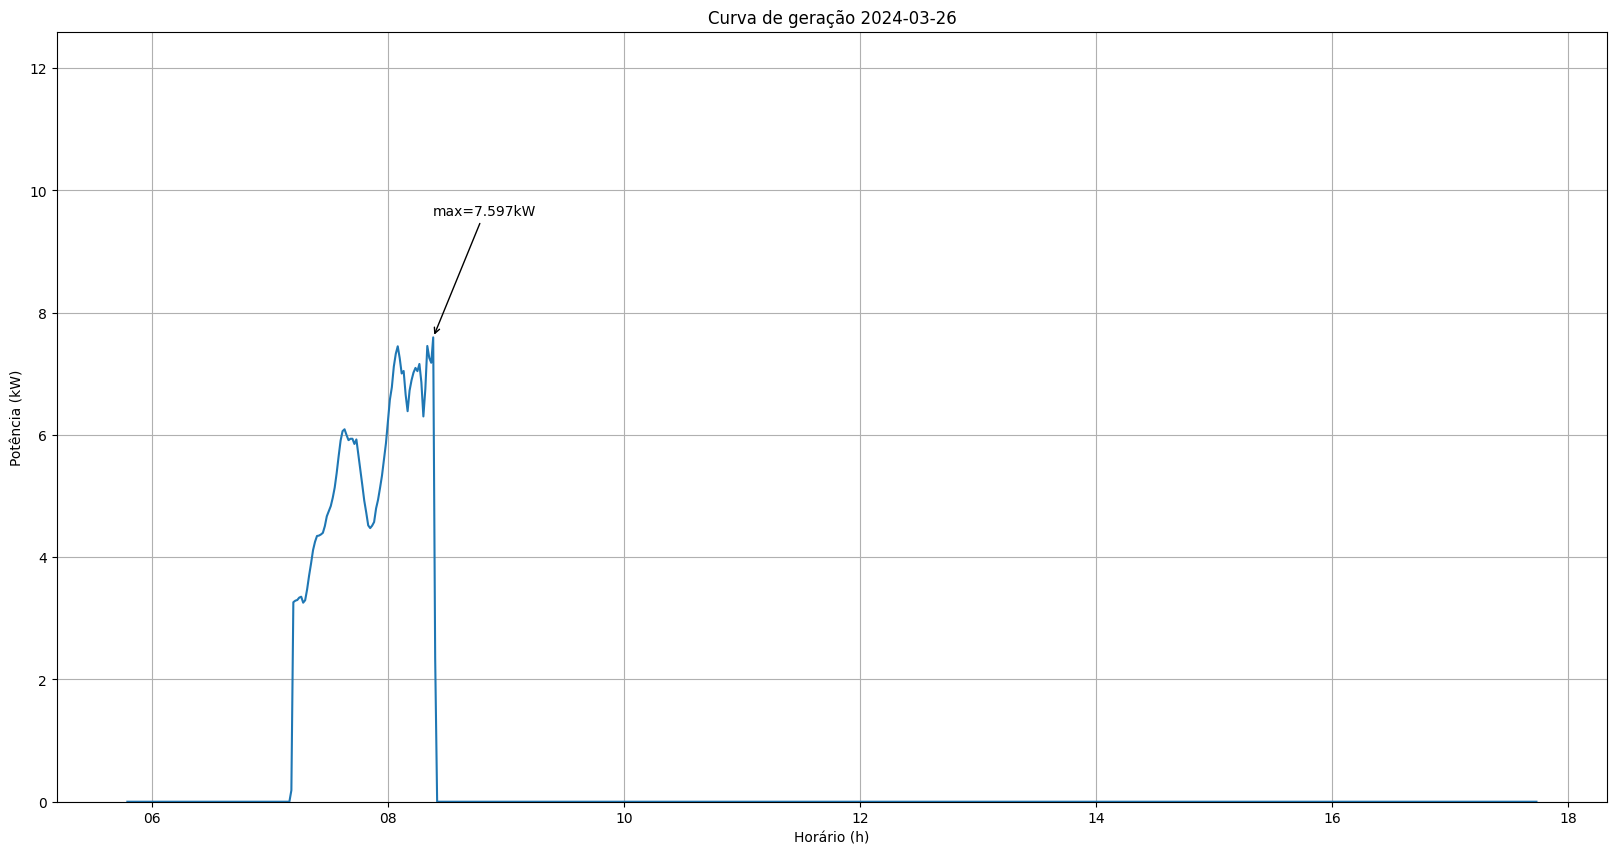 Curva de geração 2024-03-26
12
10
max=7.597kW
8
6
4
2
0
Potência (kW)
06 08 10 12 14 16 18
Horário (h)